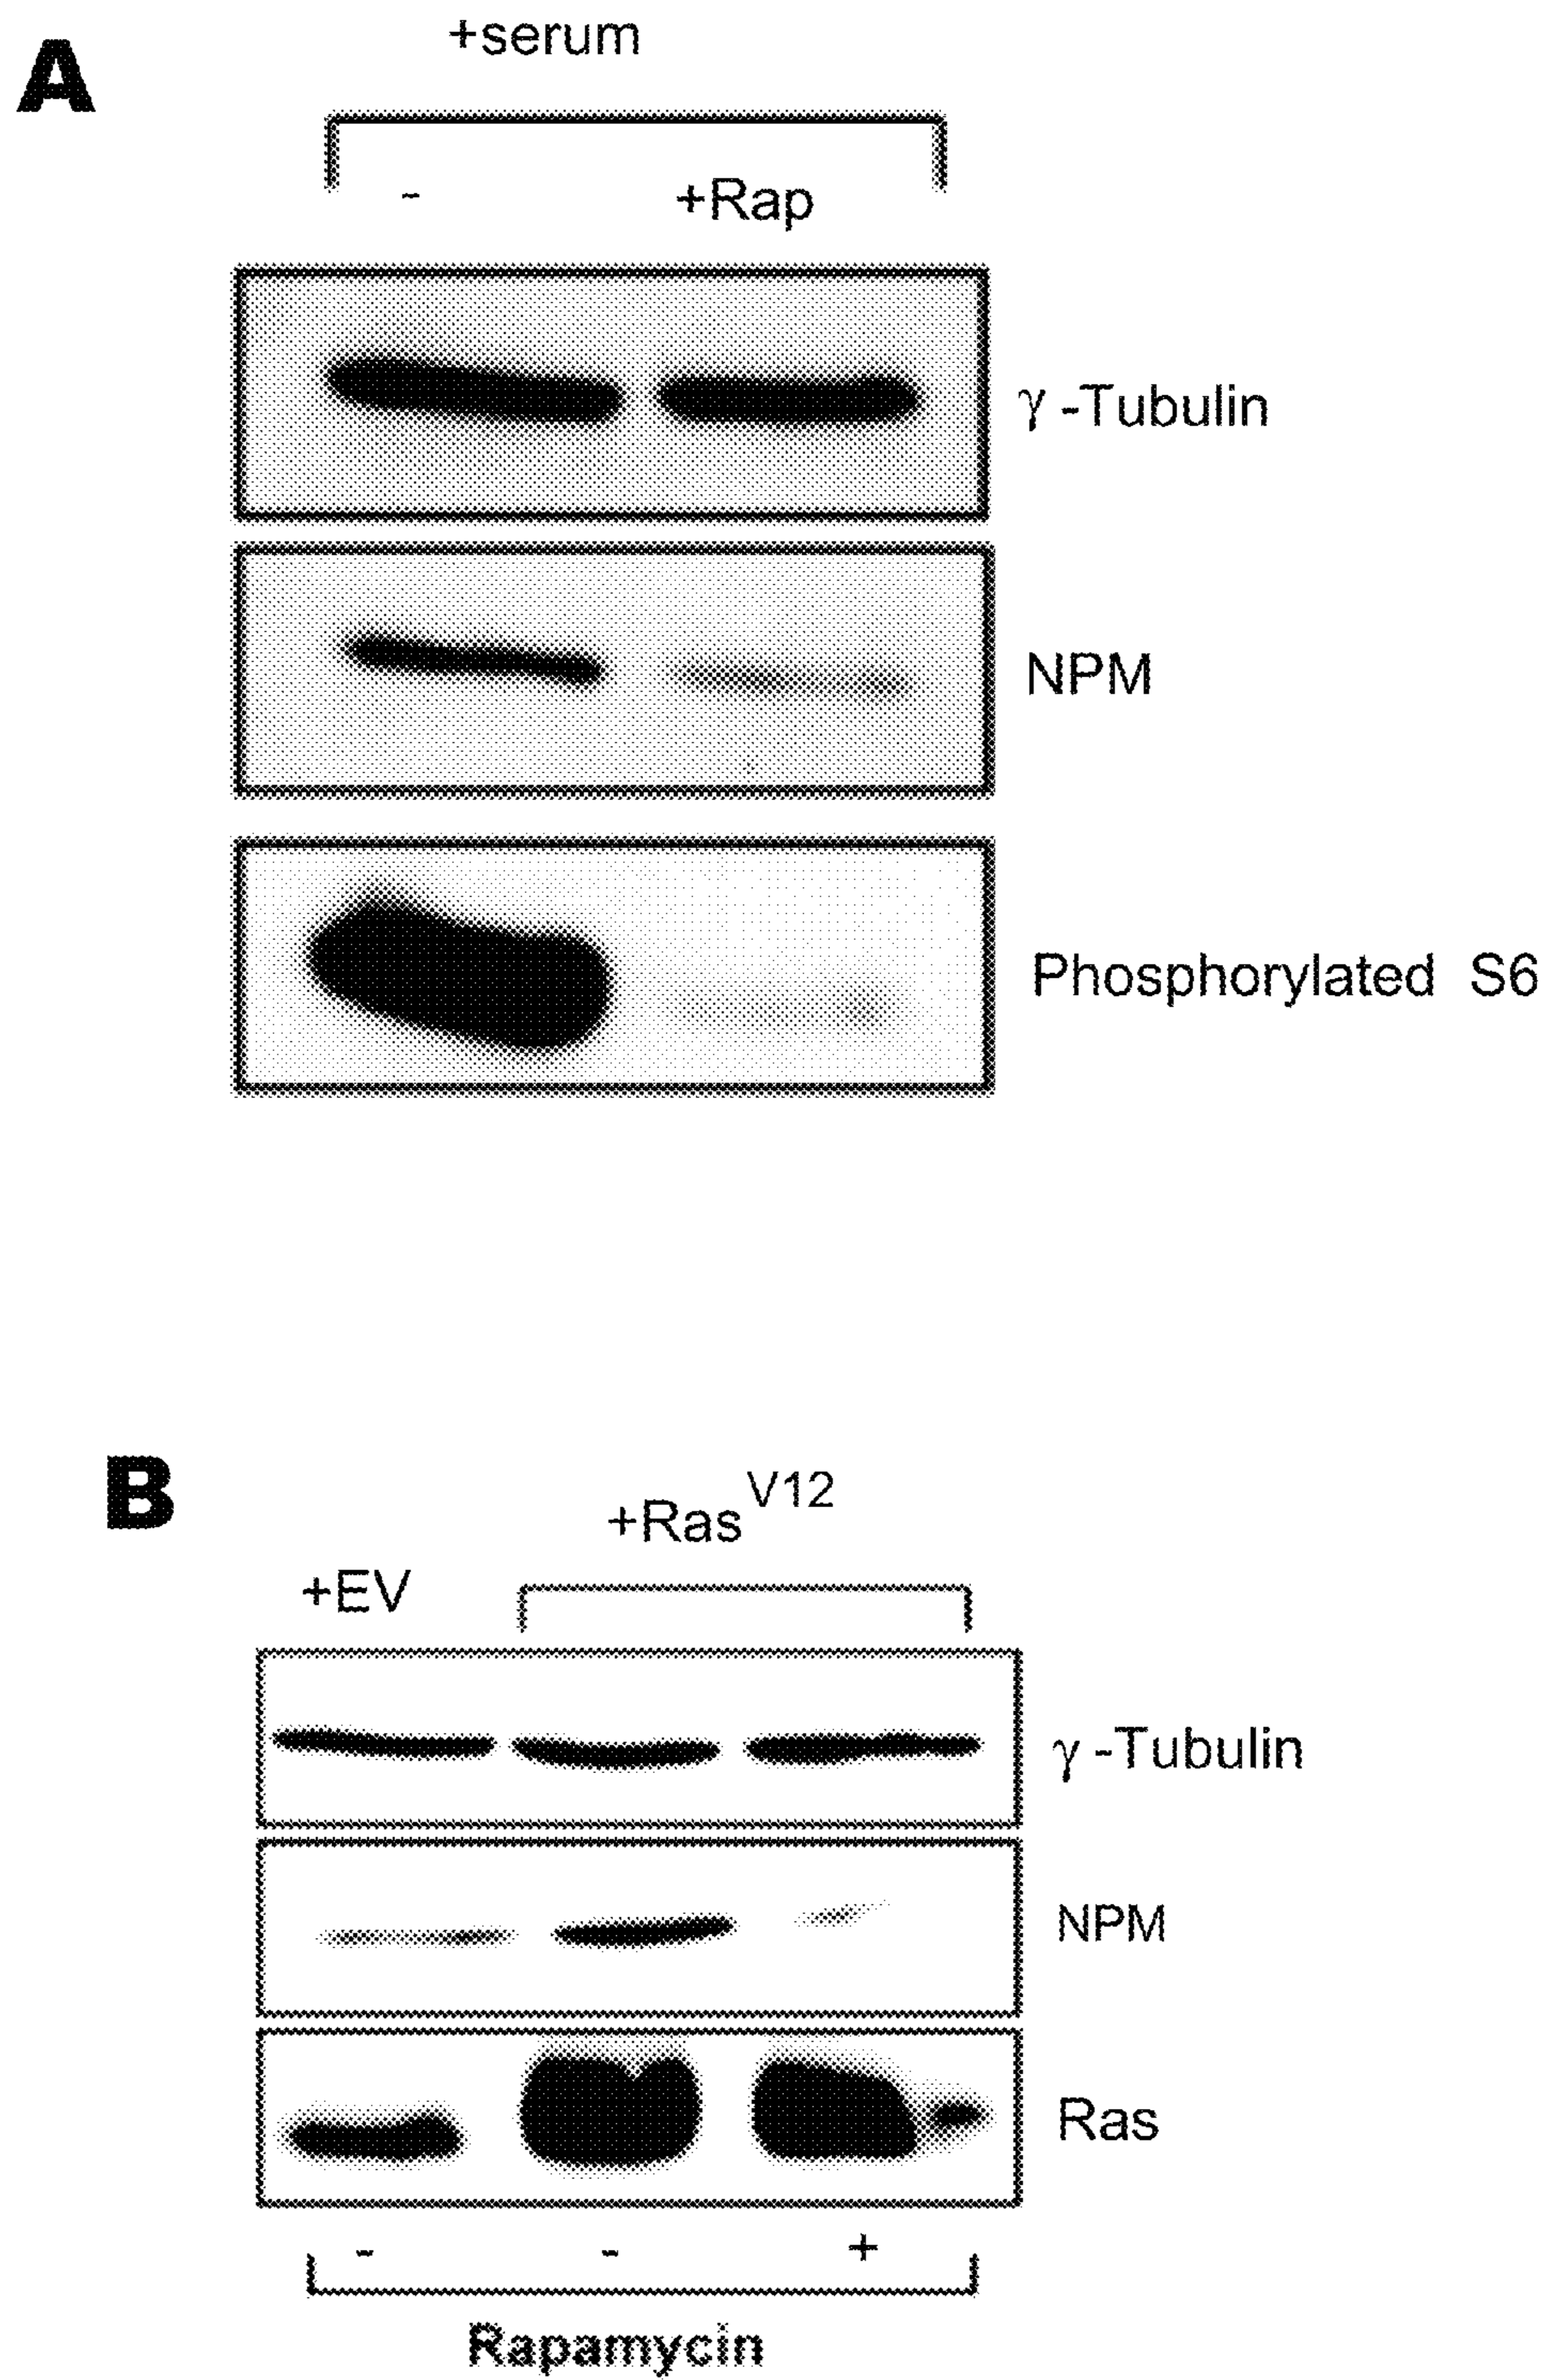 A
+serum
- +Rap
γ -Tubulin
NPM
Phosphorylated S6
B
+Ras V12
+EV
γ -Tubulin
NPM
Ras
- - +
Rapamycin